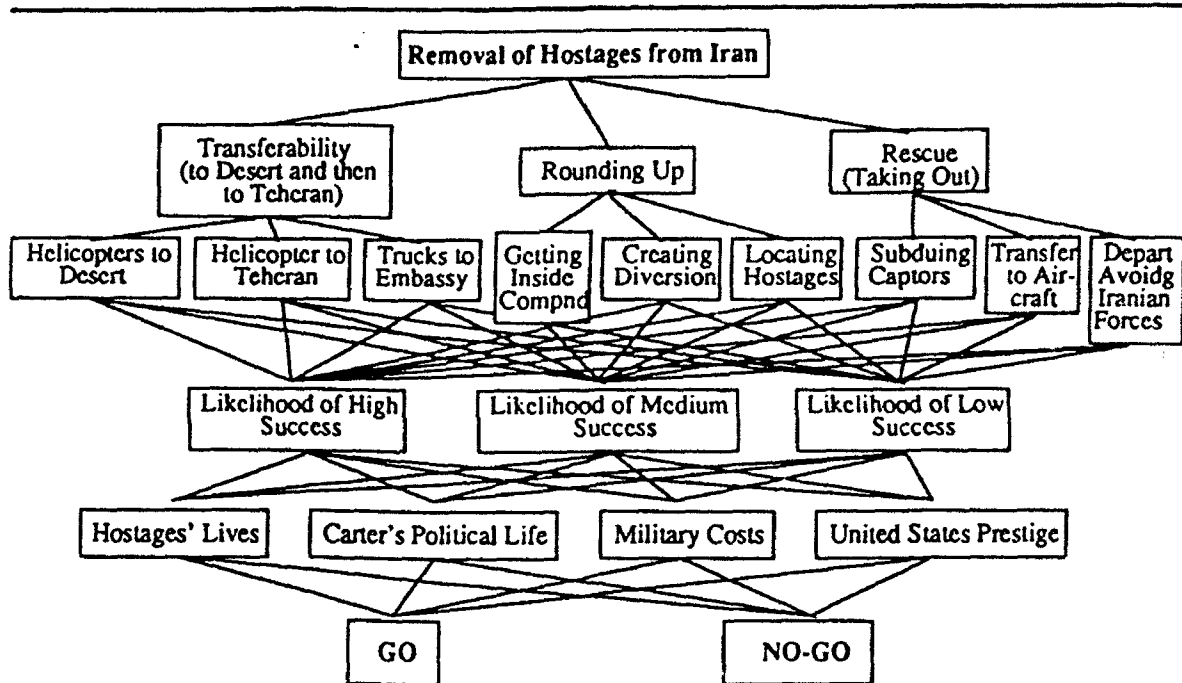 Removal of Hostages from Iran
Transferability
(to Desert and then
to Teheran)
Rounding Up
Rescue
(Taking Out)
Helicopters to
Desert
Helicopter to
Teheran
Trucks to
Embassy
Getting
Inside
Compnd
Creating
Diversion
Locating
Hostages
Subduing
Captors
Transfer
to Air-
craft
Depart
Avoidg
Iranian
Forces
Likelihood of High
Success
Likelihood of Medium
Success
Likelihood of Low
Success
Hostages' Lives
Carter's Political Life
Military Costs
United States Prestige
GO
NO-GO